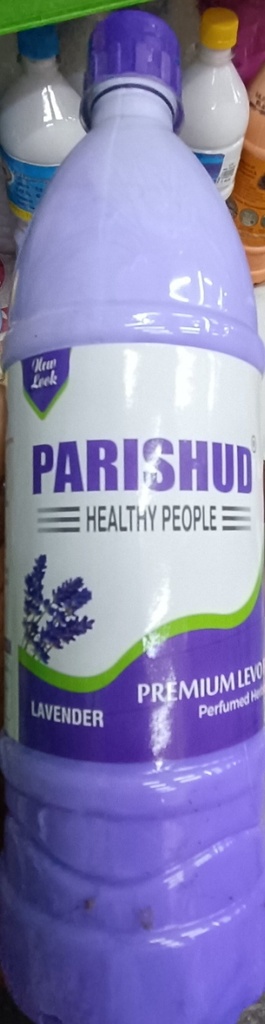 New
Look
PARISHUD®
HEALTHY PEOPLE
LAVENDER
PREMIUM LEVO
Perfumed